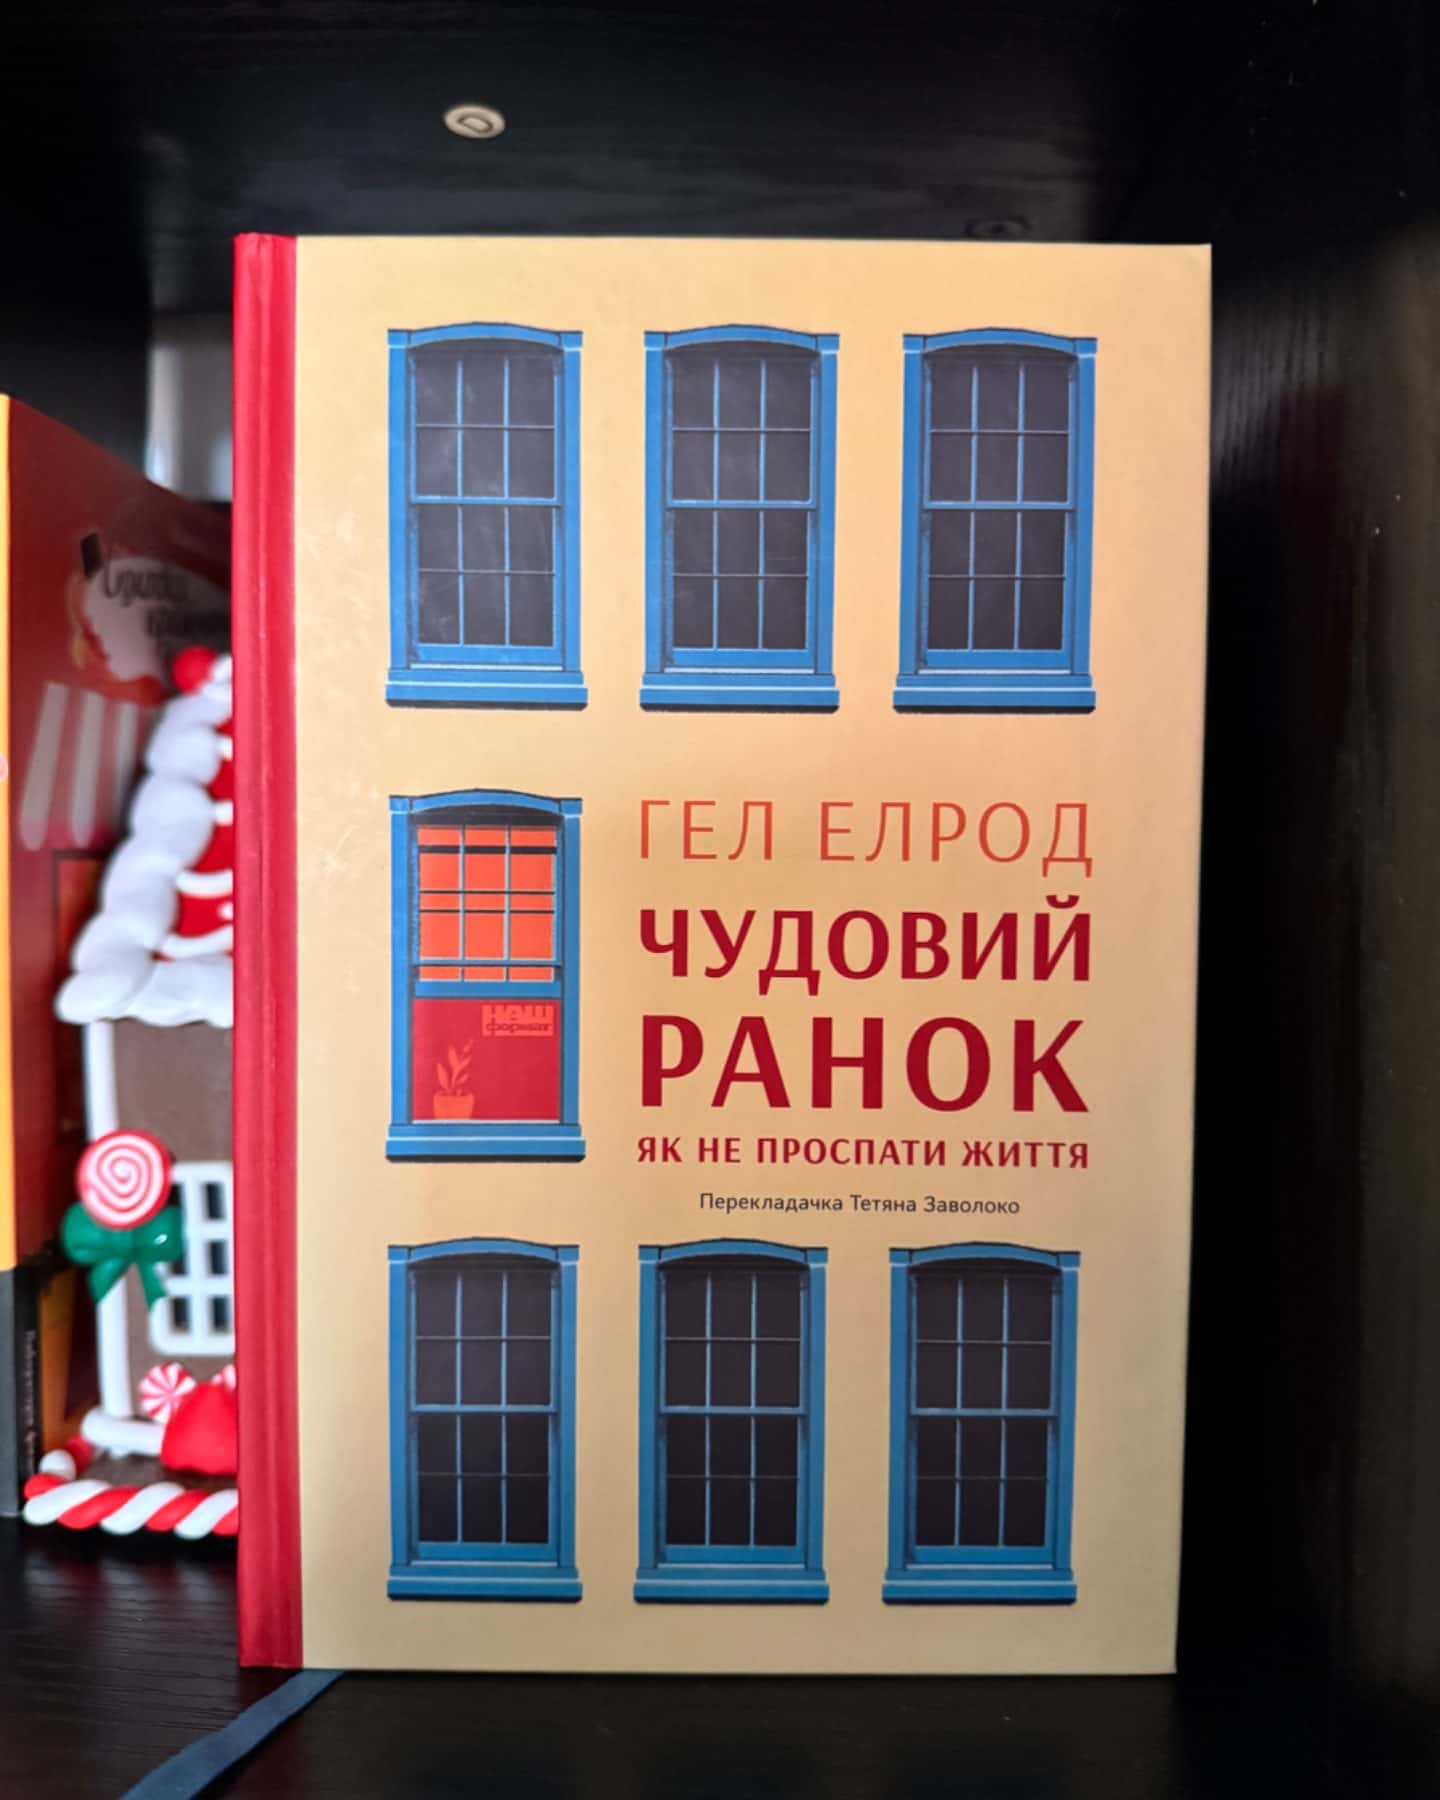 ГЕЛ ЕЛРОД
ЧУДОВИЙ
РАНОК
ЯК НЕ ПРОСПАТИ ЖИТТЯ
Перекладачка Тетяна Заволоко
наш
формат